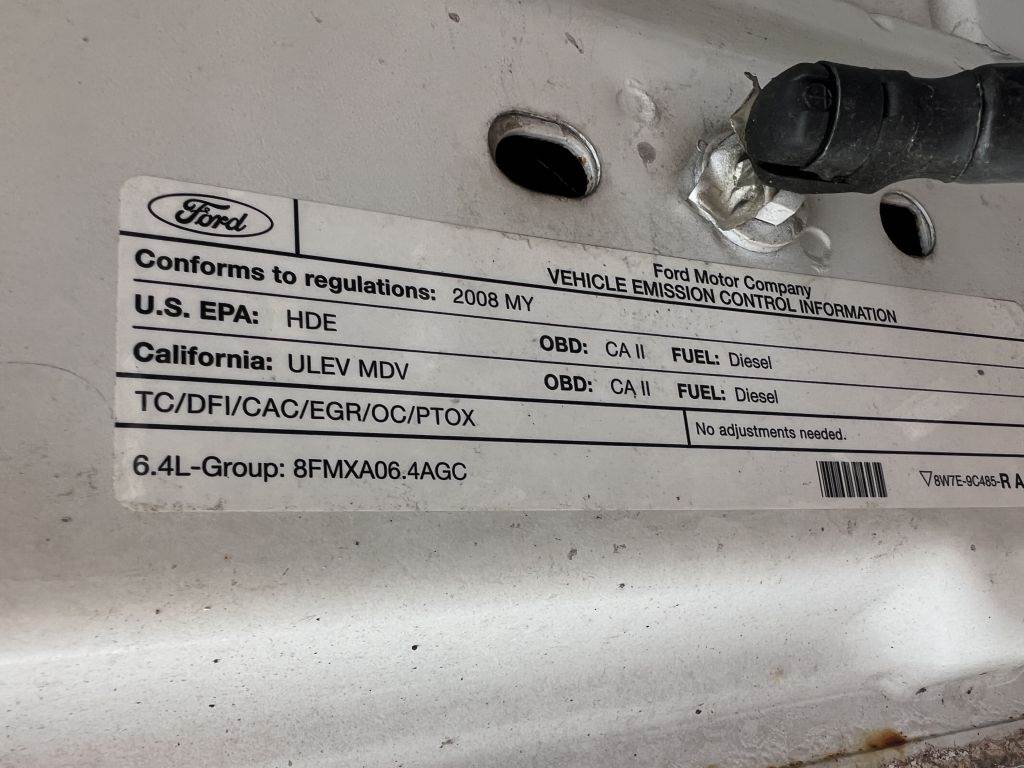 Ford
Ford Motor Company
VEHICLE EMISSION CONTROL INFORMATION
Conforms to regulations: 2008 MY
U.S. EPA: HDE OBD: CA II FUEL: Diesel
California: ULEV MDV OBD: CA II FUEL: Diesel
TC/DFI/CAC/EGR/OC/PTOX No adjustments needed.
6.4L-Group: 8FMXA06.4AGC 8W7E-9C485-R A